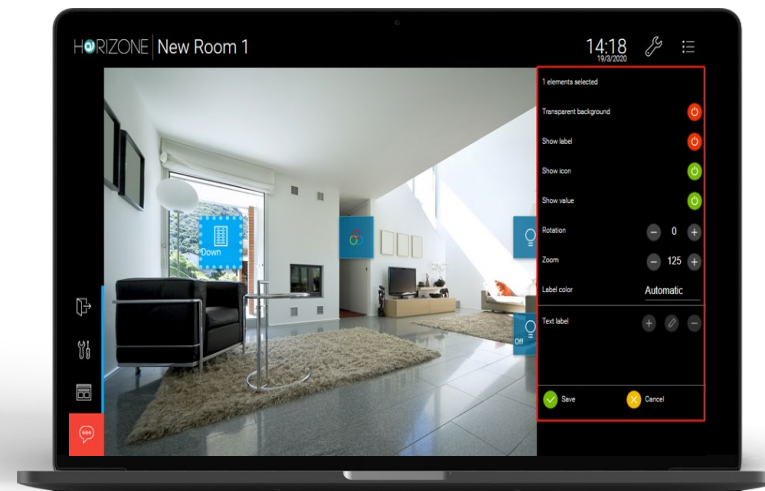 HORIZONE New Room 1
14:18
19/3/2020
1 elements selected
Transparent background
Show label
Show icon
Show value
Rotation
0
Zoom
125
Label color
Automatic
Text label
Save
Cancel
Down
Off